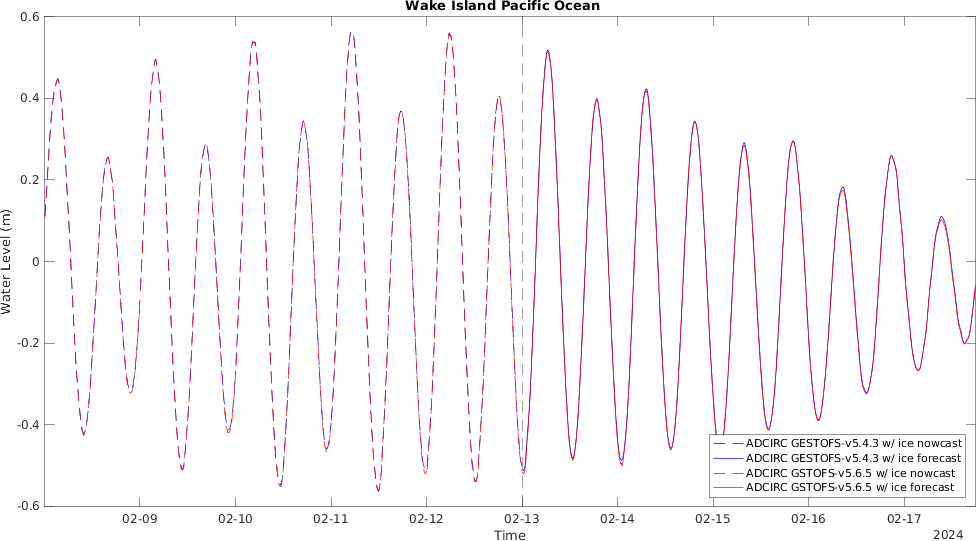 Wake Island Pacific Ocean
0.6
0.4
0.2
0
-0.2
-0.4
-0.6
Water Level (m)
ADCIRC GESTOFS-v5.4.3 w/ ice nowcast
ADCIRC GESTOFS-v5.4.3 w/ ice forecast
ADCIRC GSTOFS-v5.6.5 w/ ice nowcast
ADCIRC GSTOFS-v5.6.5 w/ ice forecast
02-09 02-10 02-11 02-12 02-13 02-14 02-15 02-16 02-17
Time
2024